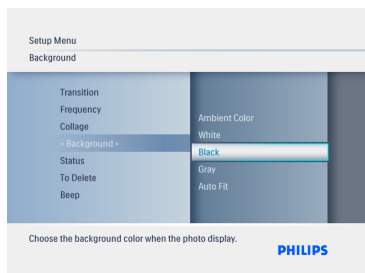 Setup Menu
Background
Transition
Frequency
Collage
« Background »
Status
To Delete
Beep
Ambient Color
White
Black
Gray
Auto Fit
Choose the background color when the photo display.
PHILIPS